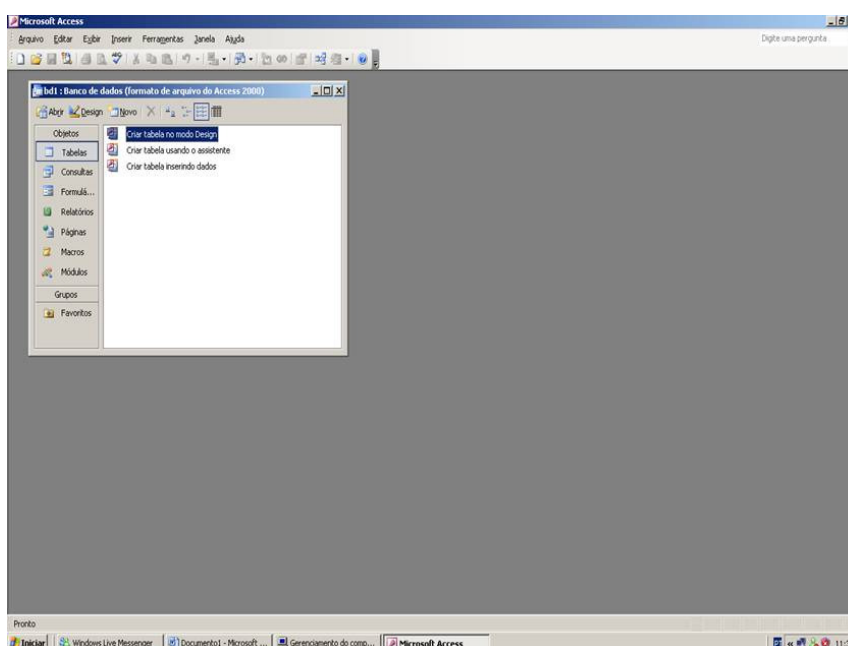 Microsoft Access
Arquivo Editar Exibir Inserir Ferramentas Janela Ajuda Digite uma pergunta
bd1 : Banco de dados (formato de arquivo do Access 2000)
Abrir Design Novo
Objetos
Tabelas
Consultas
Formulá...
Relatórios
Páginas
Macros
Módulos
Grupos
Favoritos
Criar tabela no modo Design
Criar tabela usando o assistente
Criar tabela inserindo dados
Pronto
Iniciar Windows Live Messenger Documento1 - Microsoft ... Gerenciamento do comp... Microsoft Access